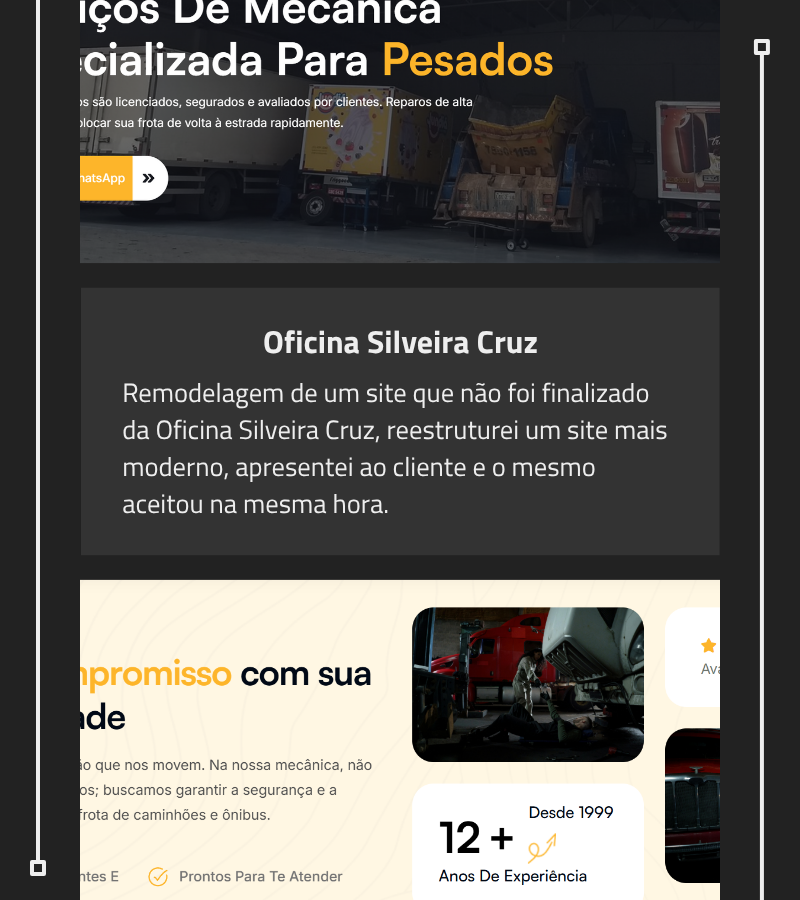 iços De Mecânica
ecializada Para Pesados
os são licenciados, segurados e avaliados por clientes. Reparos de alta
olocar sua frota de volta à estrada rapidamente.
hatsApp
Oficina Silveira Cruz
Remodelagem de um site que não foi finalizado
da Oficina Silveira Cruz, reestruturei um site mais
moderno, apresentei ao cliente e o mesmo
aceitou na mesma hora.
mpromisso com sua
ade
ão que nos movem. Na nossa mecânica, não
os; buscamos garantir a segurança e a
frota de caminhões e ônibus.
ntes E
Prontos Para Te Atender
Desde 1999
12 +
Anos De Experiência
Ava